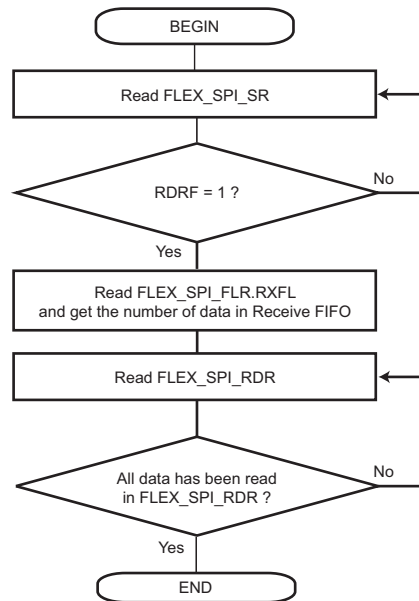 BEGIN
Read FLEX_SPI_SR
RDRF = 1 ?
No
Yes
Read FLEX_SPI_FLR.RXFL
and get the number of data in Receive FIFO
Read FLEX_SPI_RDR
All data has been read
in FLEX_SPI_RDR ?
No
Yes
END